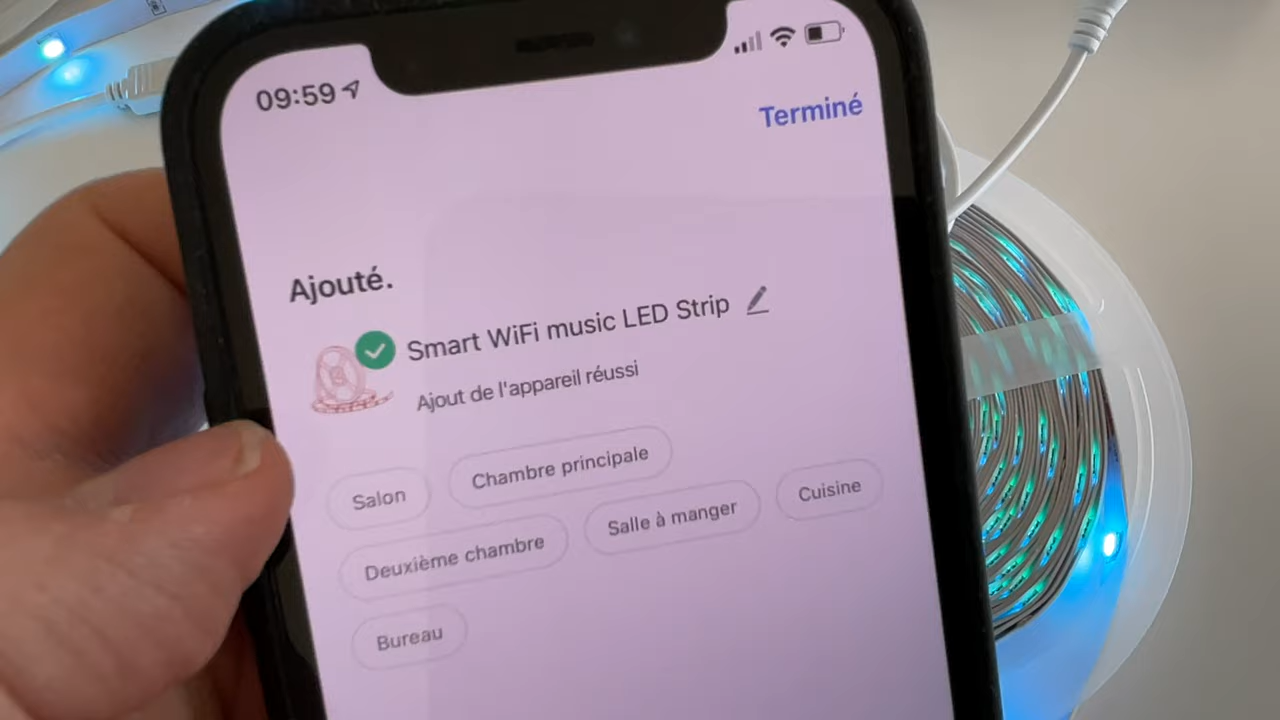 09:59
Terminé
Ajouté.
Smart WiFi music LED Strip
Ajout de l'appareil réussi
Salon
Chambre principale
Deuxième chambre
Salle à manger
Cuisine
Bureau